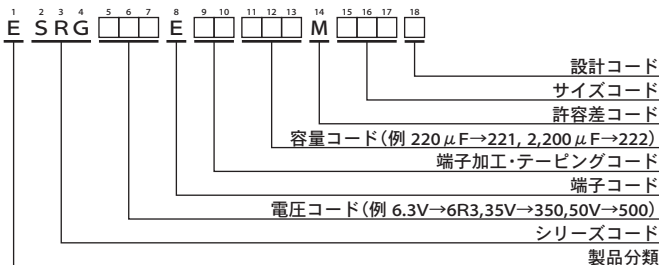 1 2 3 4 5 6 7 8 9 10 11 12 13 14 15 16 17 18
E SRG□□□E□□□□□M□□□□
設計コード
サイズコード
許容差コード
容量コード（例 220μF→221, 2,200μF→222）
端子加工・テーピングコード
端子コード
電圧コード（例 6.3V→6R3,35V→350,50V→500）
シリーズコード
製品分類